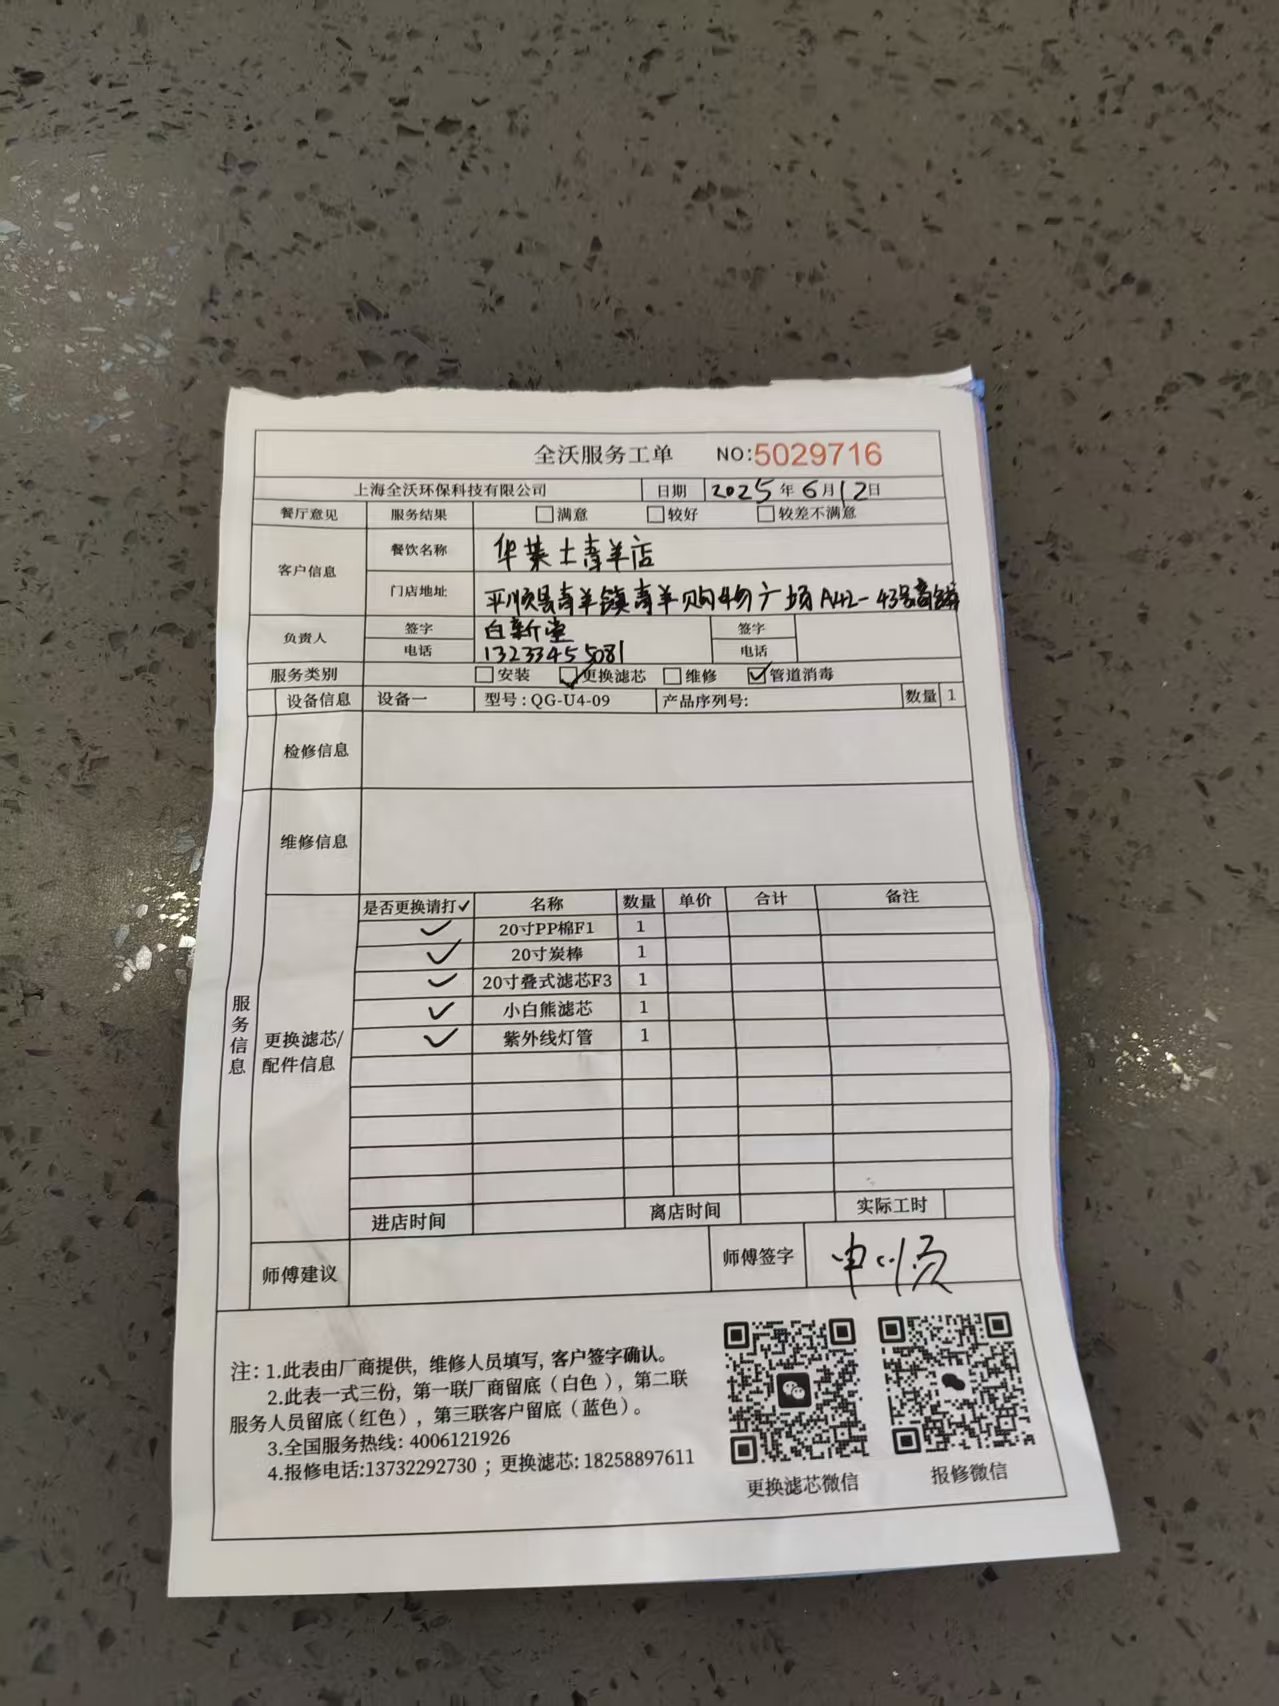 全沃服务工单 NO:5029716
上海全沃环保科技有限公司 日期 2025年6月12日
餐厅意见 服务结果 满意 较好 较差不满意
客户信息 餐饮名称 华莱士青羊店
门店地址 平顺县青羊镇青羊购物广场A42-43号商铺
负责人 签字 白新堂 签字
电话 13233455081 电话
服务类别 安装 ✓更换滤芯 维修 ✓管道消毒
设备信息 设备一 型号:QG-U4-09 产品序列号: 数量 1
检修信息
维修信息
服务信息
更换滤芯/配件信息
是否更换请打✓ 名称 数量 单价 合计 备注
✓ 20寸PP棉F1 1
✓ 20寸炭棒 1
✓ 20寸叠式滤芯F3 1
✓ 小白熊滤芯 1
✓ 紫外线灯管 1
进店时间 离店时间 实际工时
师傅建议 师傅签字 申顺
注:1.此表由厂商提供,维修人员填写,客户签字确认。
2.此表一式三份,第一联厂商留底(白色),第二联
服务人员留底(红色),第三联客户留底(蓝色)。
3.全国服务热线:4006121926
4.报修电话:13732292730;更换滤芯:18258897611
更换滤芯微信 报修微信